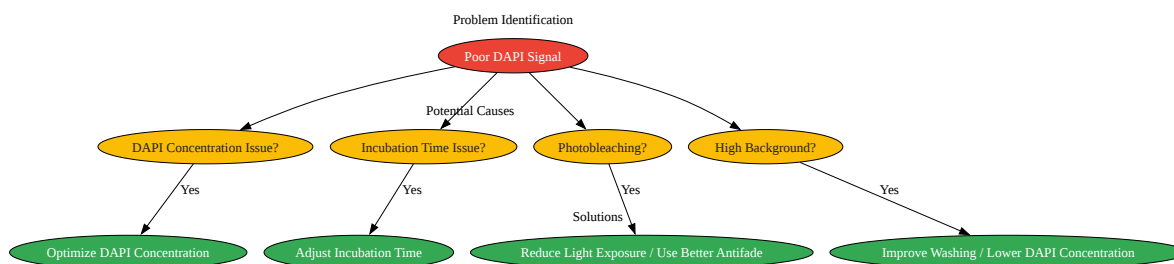 Problem Identification
Poor DAPI Signal
Potential Causes
DAPI Concentration Issue?
Incubation Time Issue?
Photobleaching?
High Background?
Yes
Yes
Yes
Yes
Solutions
Optimize DAPI Concentration
Adjust Incubation Time
Reduce Light Exposure / Use Better Antifade
Improve Washing / Lower DAPI Concentration